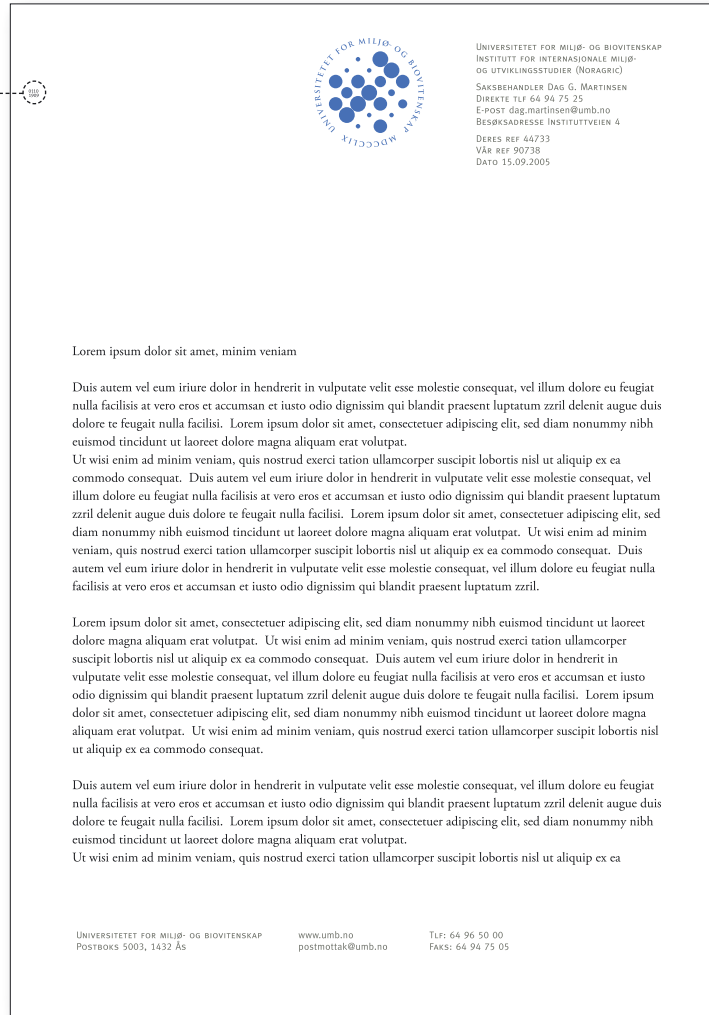 0110
1989
UNIVERSITETET FOR MILJØ- OG BIOVITENSKAP MDCCCLIX
UNIVERSITETET FOR MILJØ- OG BIOVITENSKAP
INSTITUTT FOR INTERNASJONALE MILJØ-
OG UTVIKLINGSSTUDIER (NORAGRIC)
SAKSBEHANDLER DAG G. MARTINSEN
DIREKTE TLF 64 94 75 25
E-POST dag.martinsen@umb.no
BESØKSADRESSE INSTITUTTVEIEN 4
DERES REF 44733
VÅR REF 90738
DATO 15.09.2005
Lorem ipsum dolor sit amet, minim veniam
Duis autem vel eum iriure dolor in hendrerit in vulputate velit esse molestie consequat, vel illum dolore eu feugiat
nulla facilisis at vero eros et accumsan et iusto odio dignissim qui blandit praesent luptatum zzril delenit augue duis
dolore te feugait nulla facilisi.  Lorem ipsum dolor sit amet, consectetuer adipiscing elit, sed diam nonummy nibh
euismod tincidunt ut laoreet dolore magna aliquam erat volutpat.
Ut wisi enim ad minim veniam, quis nostrud exerci tation ullamcorper suscipit lobortis nisl ut aliquip ex ea
commodo consequat.  Duis autem vel eum iriure dolor in hendrerit in vulputate velit esse molestie consequat, vel
illum dolore eu feugiat nulla facilisis at vero eros et accumsan et iusto odio dignissim qui blandit praesent luptatum
zzril delenit augue duis dolore te feugait nulla facilisi.  Lorem ipsum dolor sit amet, consectetuer adipiscing elit, sed
diam nonummy nibh euismod tincidunt ut laoreet dolore magna aliquam erat volutpat.  Ut wisi enim ad minim
veniam, quis nostrud exerci tation ullamcorper suscipit lobortis nisl ut aliquip ex ea commodo consequat.  Duis
autem vel eum iriure dolor in hendrerit in vulputate velit esse molestie consequat, vel illum dolore eu feugiat nulla
facilisis at vero eros et accumsan et iusto odio dignissim qui blandit praesent luptatum zzril.
Lorem ipsum dolor sit amet, consectetuer adipiscing elit, sed diam nonummy nibh euismod tincidunt ut laoreet
dolore magna aliquam erat volutpat.  Ut wisi enim ad minim veniam, quis nostrud exerci tation ullamcorper
suscipit lobortis nisl ut aliquip ex ea commodo consequat.  Duis autem vel eum iriure dolor in hendrerit in
vulputate velit esse molestie consequat, vel illum dolore eu feugiat nulla facilisis at vero eros et accumsan et iusto
odio dignissim qui blandit praesent luptatum zzril delenit augue duis dolore te feugait nulla facilisi.  Lorem ipsum
dolor sit amet, consectetuer adipiscing elit, sed diam nonummy nibh euismod tincidunt ut laoreet dolore magna
aliquam erat volutpat.  Ut wisi enim ad minim veniam, quis nostrud exerci tation ullamcorper suscipit lobortis nisl
ut aliquip ex ea commodo consequat.
Duis autem vel eum iriure dolor in hendrerit in vulputate velit esse molestie consequat, vel illum dolore eu feugiat
nulla facilisis at vero eros et accumsan et iusto odio dignissim qui blandit praesent luptatum zzril delenit augue duis
dolore te feugait nulla facilisi.  Lorem ipsum dolor sit amet, consectetuer adipiscing elit, sed diam nonummy nibh
euismod tincidunt ut laoreet dolore magna aliquam erat volutpat.
Ut wisi enim ad minim veniam, quis nostrud exerci tation ullamcorper suscipit lobortis nisl ut aliquip ex ea
UNIVERSITETET FOR MILJØ- OG BIOVITENSKAP
POSTBOKS 5003, 1432 ÅS
www.umb.no
postmottak@umb.no
TLF: 64 96 50 00
FAKS: 64 94 75 05